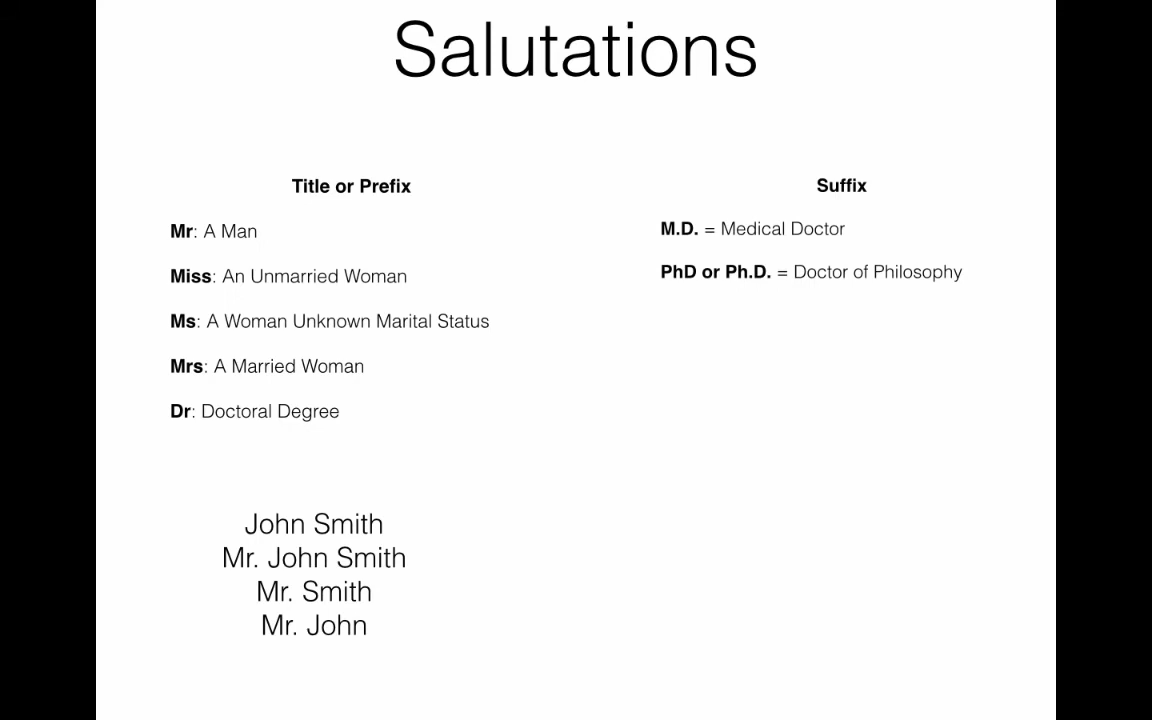 Salutations
Title or Prefix
Mr: A Man
Miss: An Unmarried Woman
Ms: A Woman Unknown Marital Status
Mrs: A Married Woman
Dr: Doctoral Degree
Suffix
M.D. = Medical Doctor
PhD or Ph.D. = Doctor of Philosophy
John Smith
Mr. John Smith
Mr. Smith
Mr. John